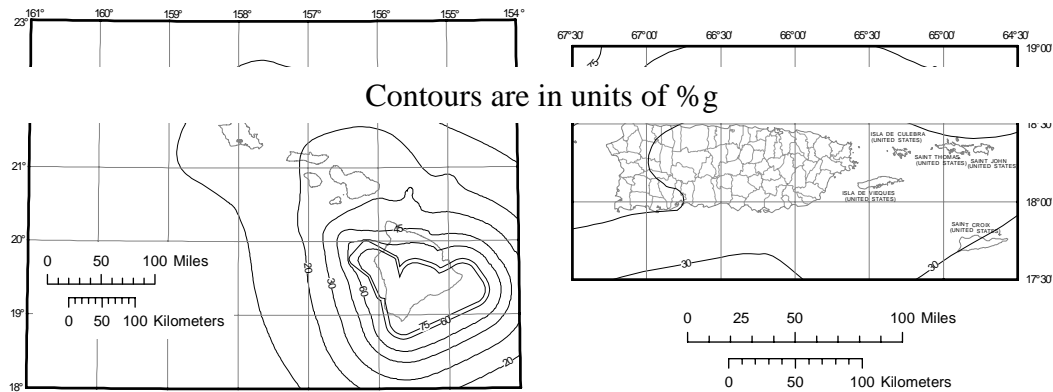 161° 160° 159° 158° 157° 156° 155° 154°
23°
21°
20°
19°
18°
45
20
30
60
75
60
20
0 50 100 Miles
0 50 100 Kilometers
Contours are in units of %g
67°30' 67°00' 66°30' 66°00' 65°30' 65°00' 64°30'
19°00'
18°30'
18°00'
17°30'
ISLA DE CULEBRA
(UNITED STATES)
SAINT THOMAS
(UNITED STATES)
SAINT JOHN
(UNITED STATES)
ISLA DE VIEQUES
(UNITED STATES)
SAINT CROIX
(UNITED STATES)
30
30
0 25 50 100 Miles
0 50 100 Kilometers